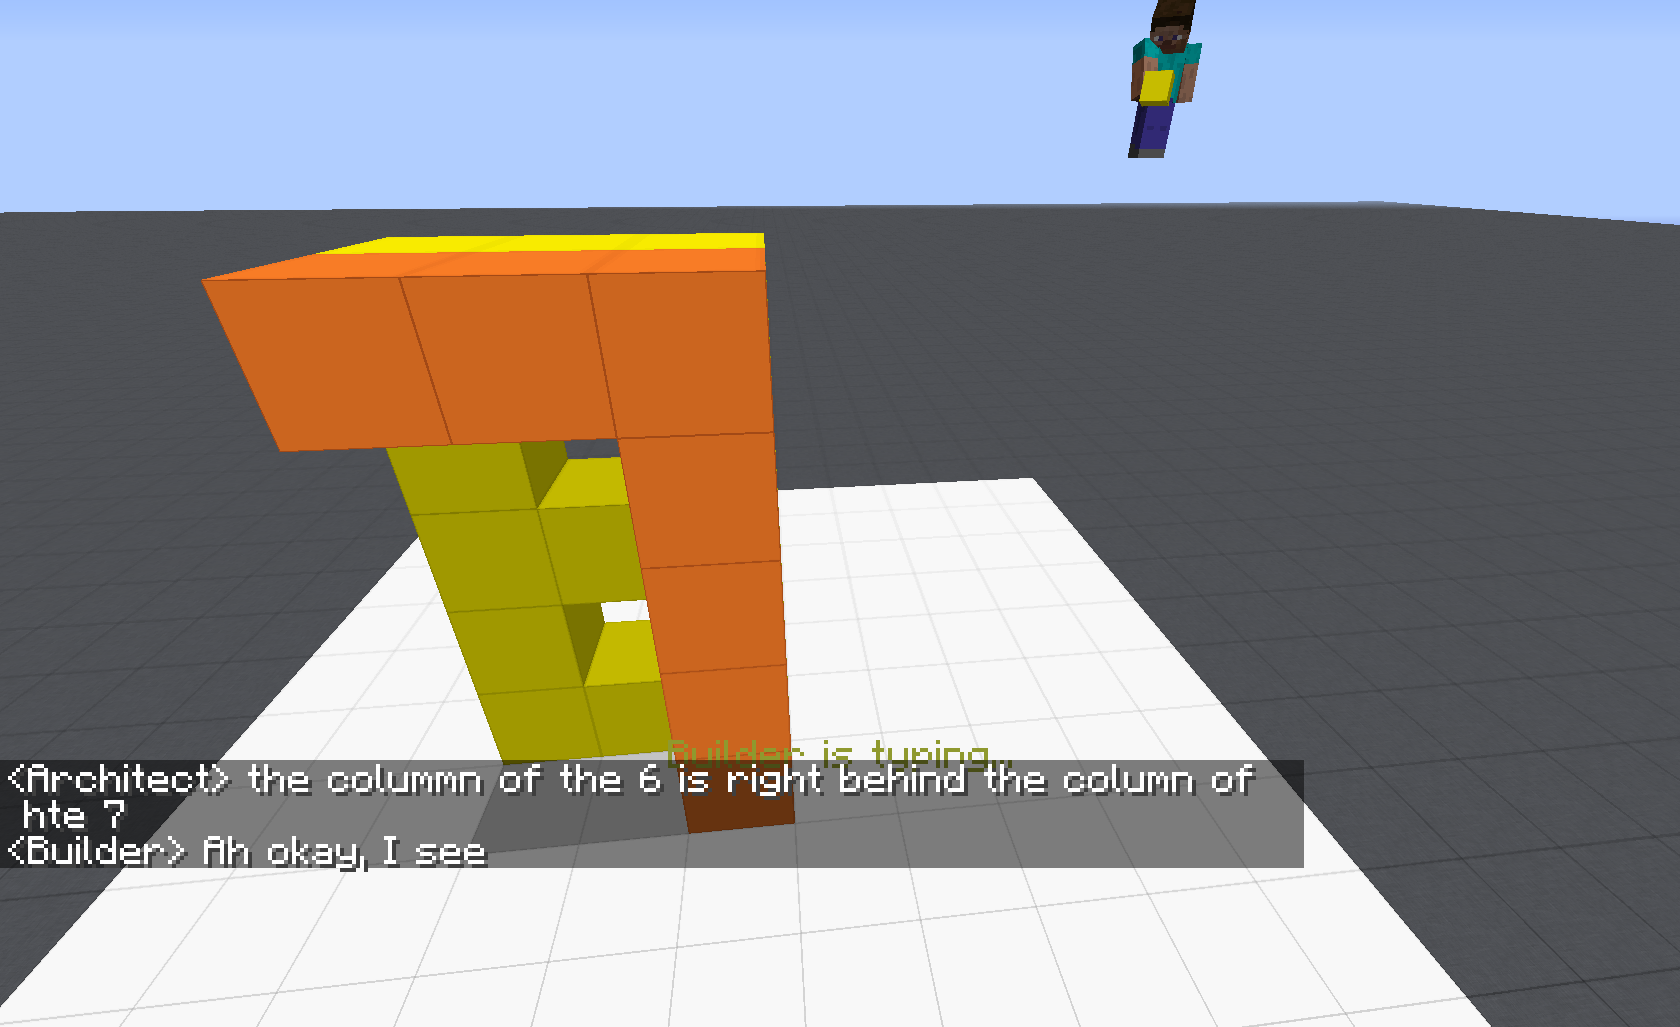 Builder is typing...
<Architect> the colummn of the 6 is right behind the column of
hte 7
<Builder> Ah okay, I see